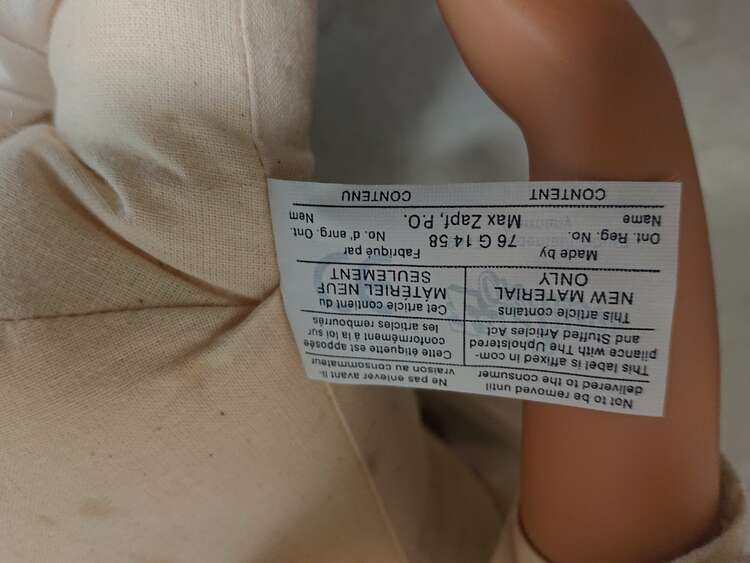 Not to be removed until
delivered to the consumer
Ne pas enlever avant li-
vraison au consommateur
This label is affixed in com-
pliance with The Upholstered
and Stuffed Articles Act
Cette étiquette est apposée
conformément à la loi sur
les articles rembourrés
This article contains
NEW MATERIAL
ONLY
Cet article contient du
MATÉRIEL NEUF
SEULEMENT
Made by Fabriqué par
Ont. Reg. No. 76 G 14 58 No. d'enrg. Ont.
Name Max Zapf, P.O. Nem
CONTENT CONTENU